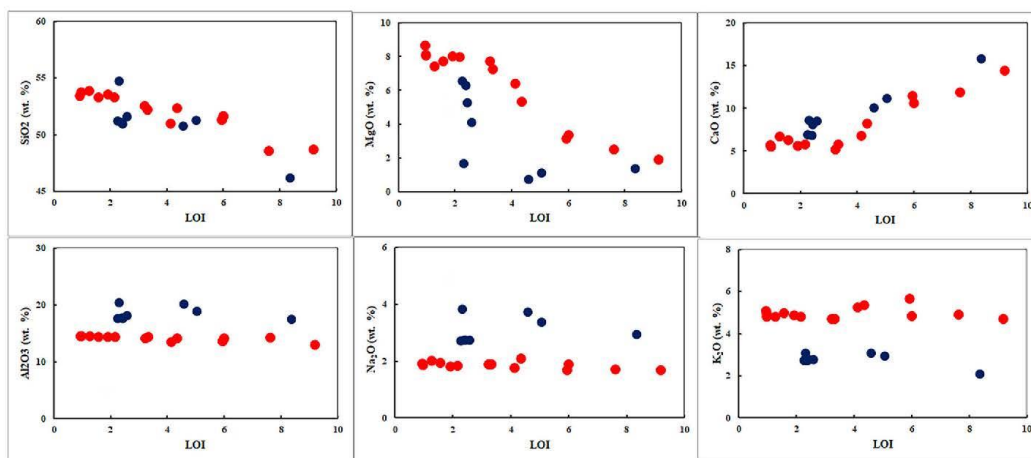 60
55
50
45
0 2 4 6 8 10
SiO2 (wt. %)
LOI
10
8
6
4
2
0
0 2 4 6 8 10
MgO (wt. %)
LOI
20
15
10
5
0
0 2 4 6 8 10
CaO (wt. %)
LOI
30
20
10
0
0 2 4 6 8 10
Al2O3 (wt. %)
LOI
6
4
2
0
0 2 4 6 8 10
Na₂O (wt. %)
LOI
8
6
4
2
0
0 2 4 6 8 10
K₂O (wt. %)
LOI